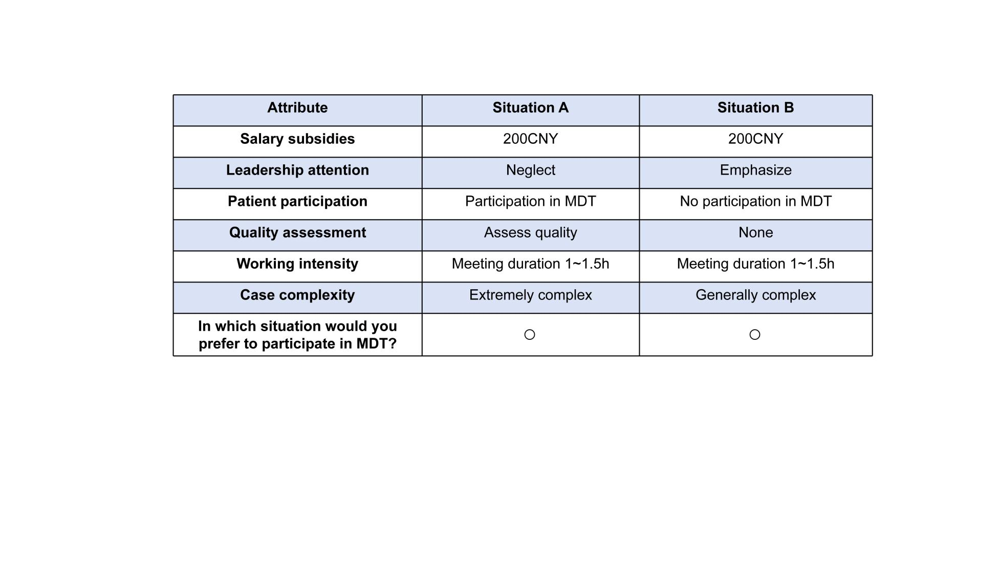 Attribute Situation A Situation B
Salary subsidies 200CNY 200CNY
Leadership attention Neglect Emphasize
Patient participation Participation in MDT No participation in MDT
Quality assessment Assess quality None
Working intensity Meeting duration 1~1.5h Meeting duration 1~1.5h
Case complexity Extremely complex Generally complex
In which situation would you
prefer to participate in MDT?